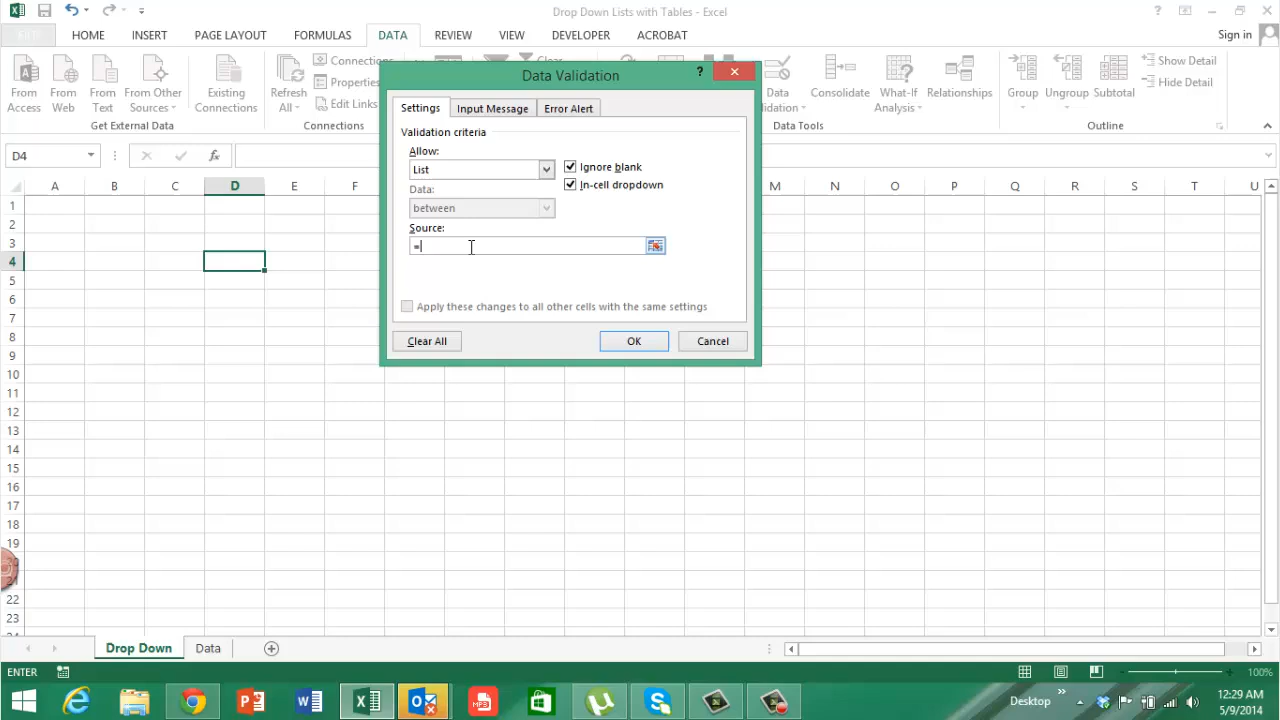 Drop Down Lists with Tables - Excel
HOME INSERT PAGE LAYOUT FORMULAS DATA REVIEW VIEW DEVELOPER ACROBAT Sign in
From Access
From Web
From Text
From Other Sources
Existing Connections
Get External Data
Refresh All
Connections
Properties
Edit Links
Connections
Clear
Data Validation
Consolidate
What-If Analysis
Relationships
Data Tools
Group
Ungroup
Subtotal
Show Detail
Hide Detail
Outline
D4
fx
A B C D E F M N O P Q R S T U
1
2
3
4
5
6
7
8
9
10
11
12
13
14
15
16
17
18
19
22
23
24
Data Validation
?
Settings Input Message Error Alert
Validation criteria
Allow:
List
Ignore blank
In-cell dropdown
Data:
between
Source:
=
Apply these changes to all other cells with the same settings
Clear All OK Cancel
Drop Down Data
ENTER
100%
Desktop
12:29 AM
5/9/2014